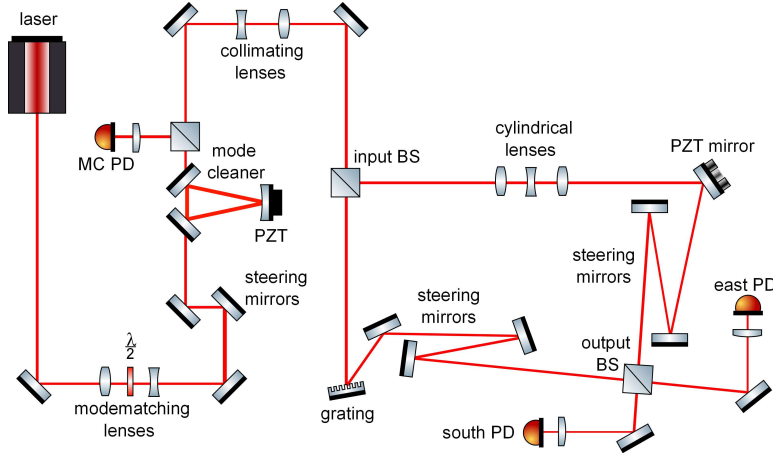 laser
collimating
lenses
MC PD
mode
cleaner
input BS
cylindrical
lenses
PZT mirror
PZT
steering
mirrors
steering
mirrors
steering
mirrors
east PD
λ
2
output
BS
modematching
lenses
grating
south PD